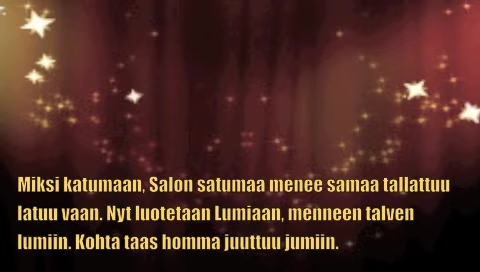 Miksi katumaan, Salon satumaa menee samaa tallattuu
latuu vaan. Nyt luotetaan Lumiaan, menneen talven
lumiin. Kohta taas homma juuttuu jumiin.